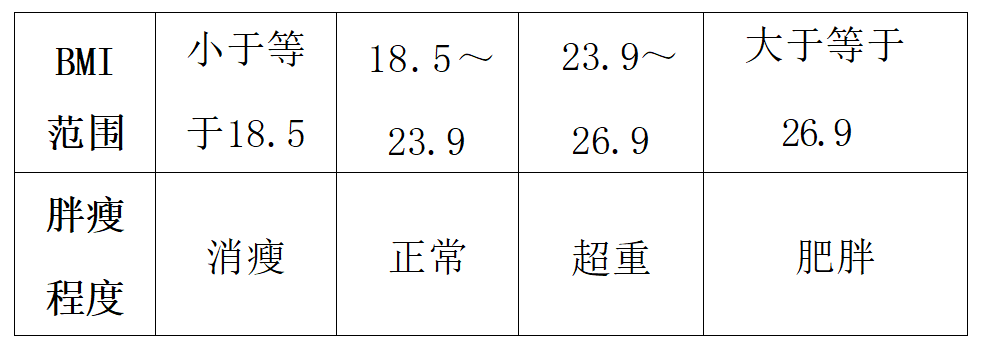 BMI
范围
小于等
于18.5
18.5～
23.9
23.9～
26.9
大于等于
26.9
胖瘦
程度
消瘦
正常
超重
肥胖